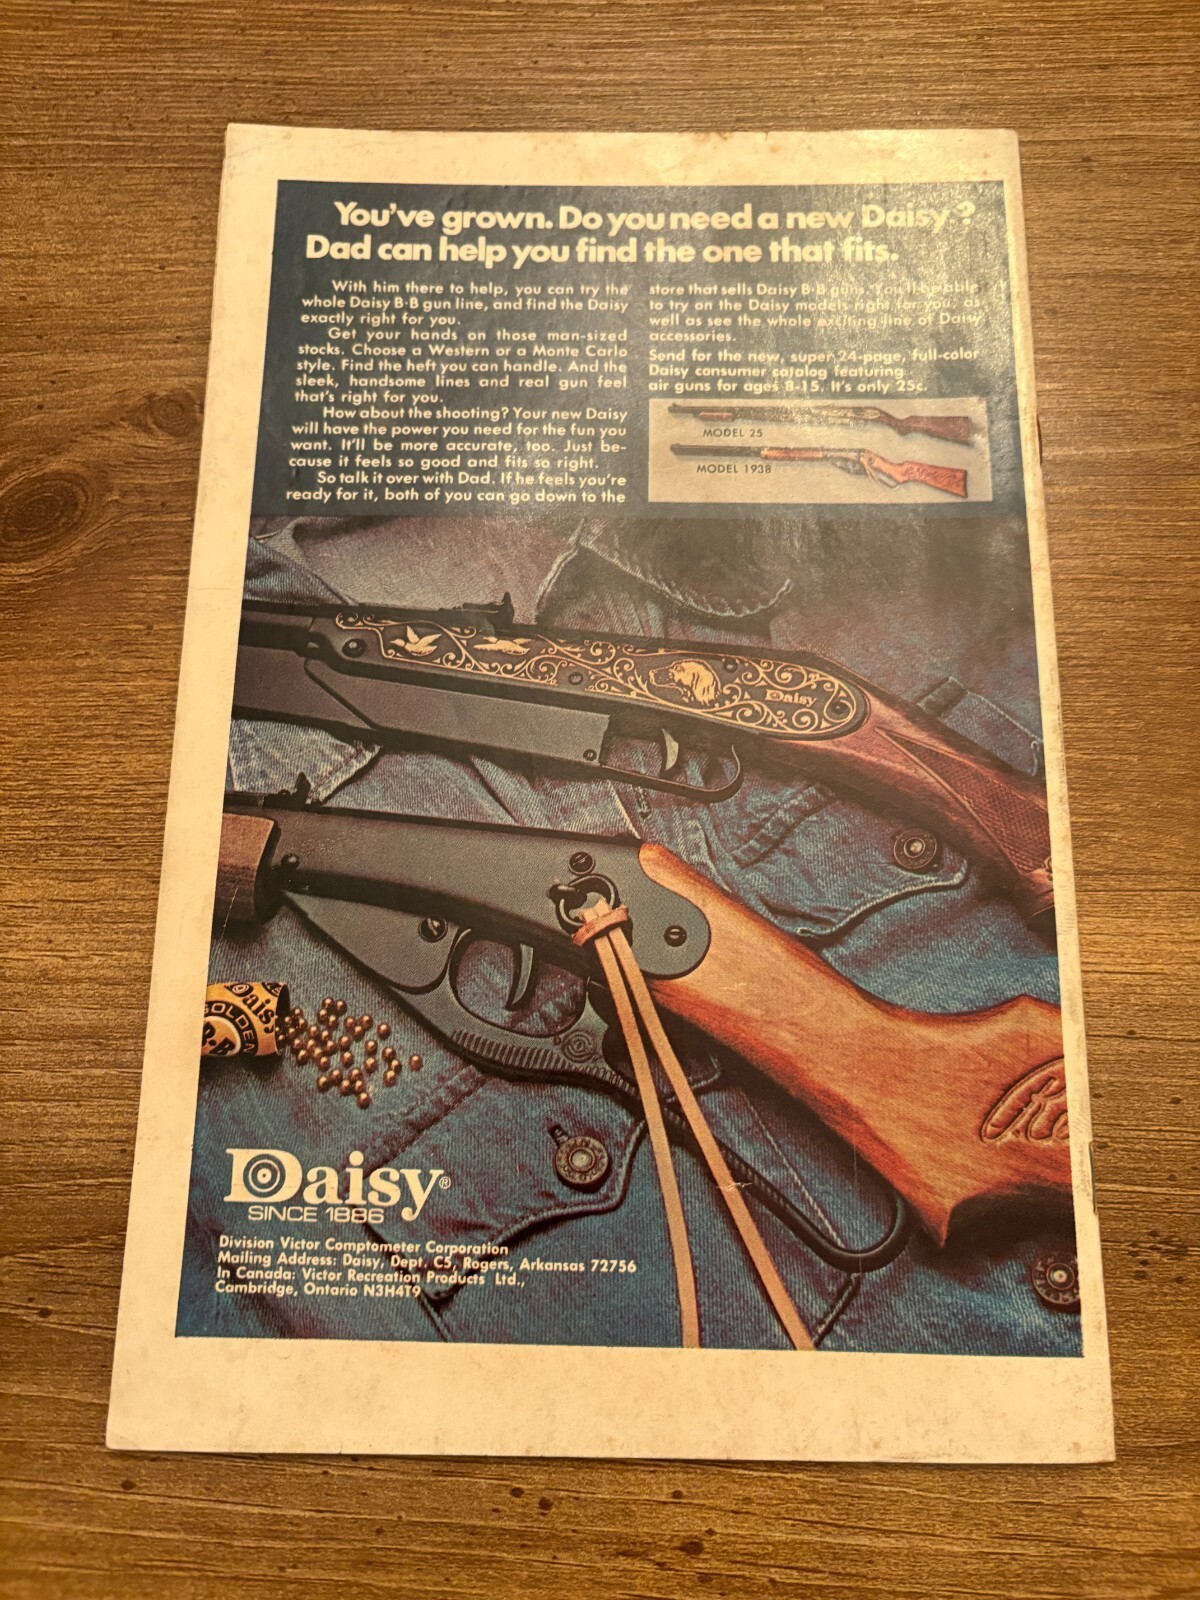 You've grown. Do you need a new Daisy?
Dad can help you find the one that fits.
With him there to help, you can try the
whole Daisy B·B gun line, and find the Daisy
exactly right for you.
Get your hands on those man-sized
stocks. Choose a Western or a Monte Carlo
style. Find the heft you can handle. And the
sleek, handsome lines and real gun feel
that's right for you.
How about the shooting? Your new Daisy
will have the power you need for the fun you
want. It'll be more accurate, too. Just be-
cause it feels so good and fits so right.
So talk it over with Dad. If he feels you're
ready for it, both of you can go down to the
store that sells Daisy B·B guns. You'll be able
to try on the Daisy models right for you, as
well as see the whole exciting line of Daisy
accessories.
Send for the new, super 24-page, full-color
Daisy consumer catalog featuring
air guns for ages 8-15. It's only 25c.
MODEL 25
MODEL 1938
Daisy
Daisy
GOLDEN
B·B
Daisy®
SINCE 1886
Division Victor Comptometer Corporation
Mailing Address: Daisy, Dept. C5, Rogers, Arkansas 72756
In Canada: Victor Recreation Products Ltd.,
Cambridge, Ontario N3H4T9